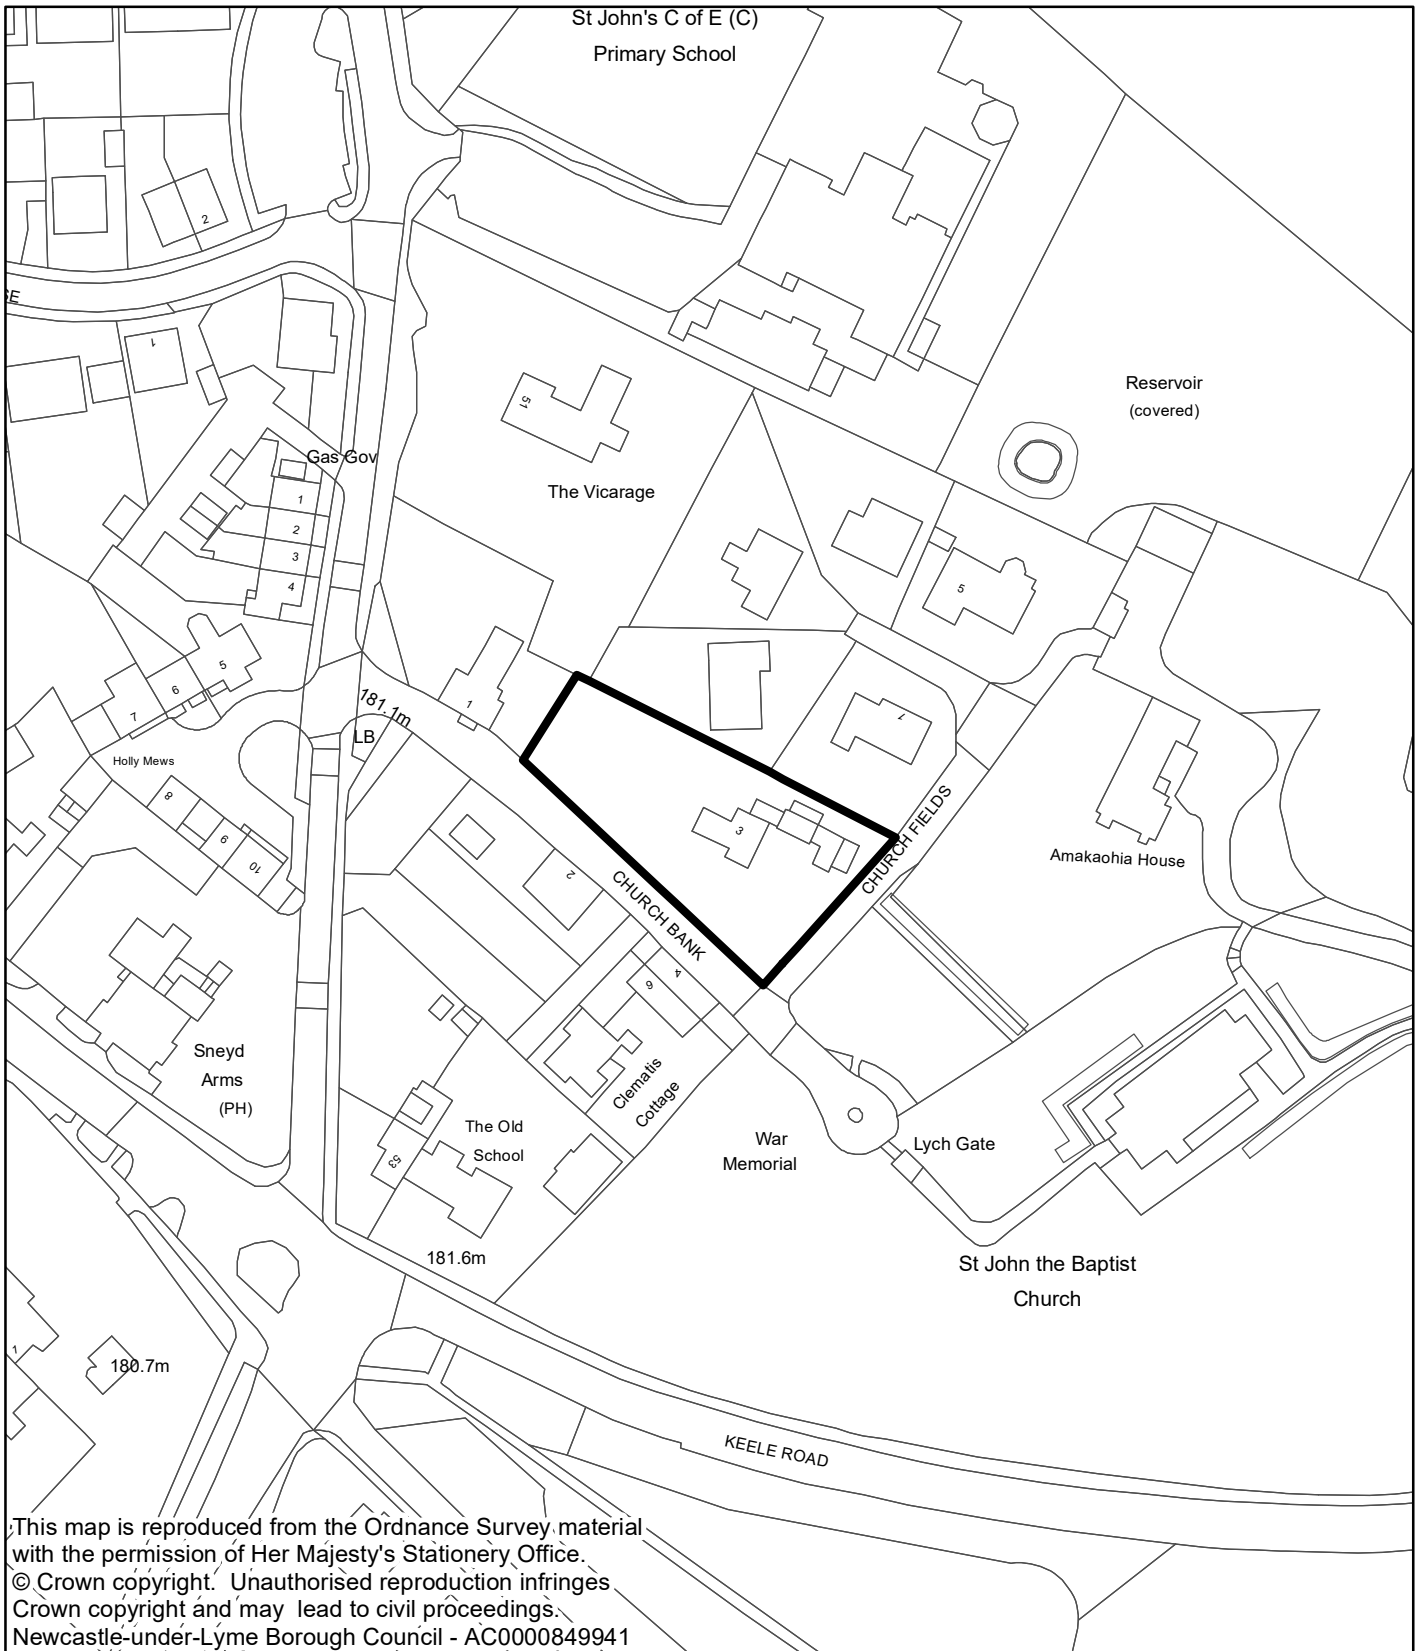 St John's C of E (C)
Primary School
2
SE
1
Reservoir
(covered)
51
Gas Gov
The Vicarage
1
2
3
4
5
5
6
7
1
1
181.1m
LB
Holly Mews
8
9
10
3
CHURCH FIELDS
Amakaohia House
2
CHURCH BANK
4
6
Sneyd
Arms
(PH)
Clematis
Cottage
The Old
School
53
War
Memorial
Lych Gate
181.6m
St John the Baptist
Church
1
180.7m
KEELE ROAD
This map is reproduced from the Ordnance Survey material
with the permission of Her Majesty's Stationery Office.
© Crown copyright. Unauthorised reproduction infringes
Crown copyright and may lead to civil proceedings.
Newcastle-under-Lyme Borough Council - AC0000849941